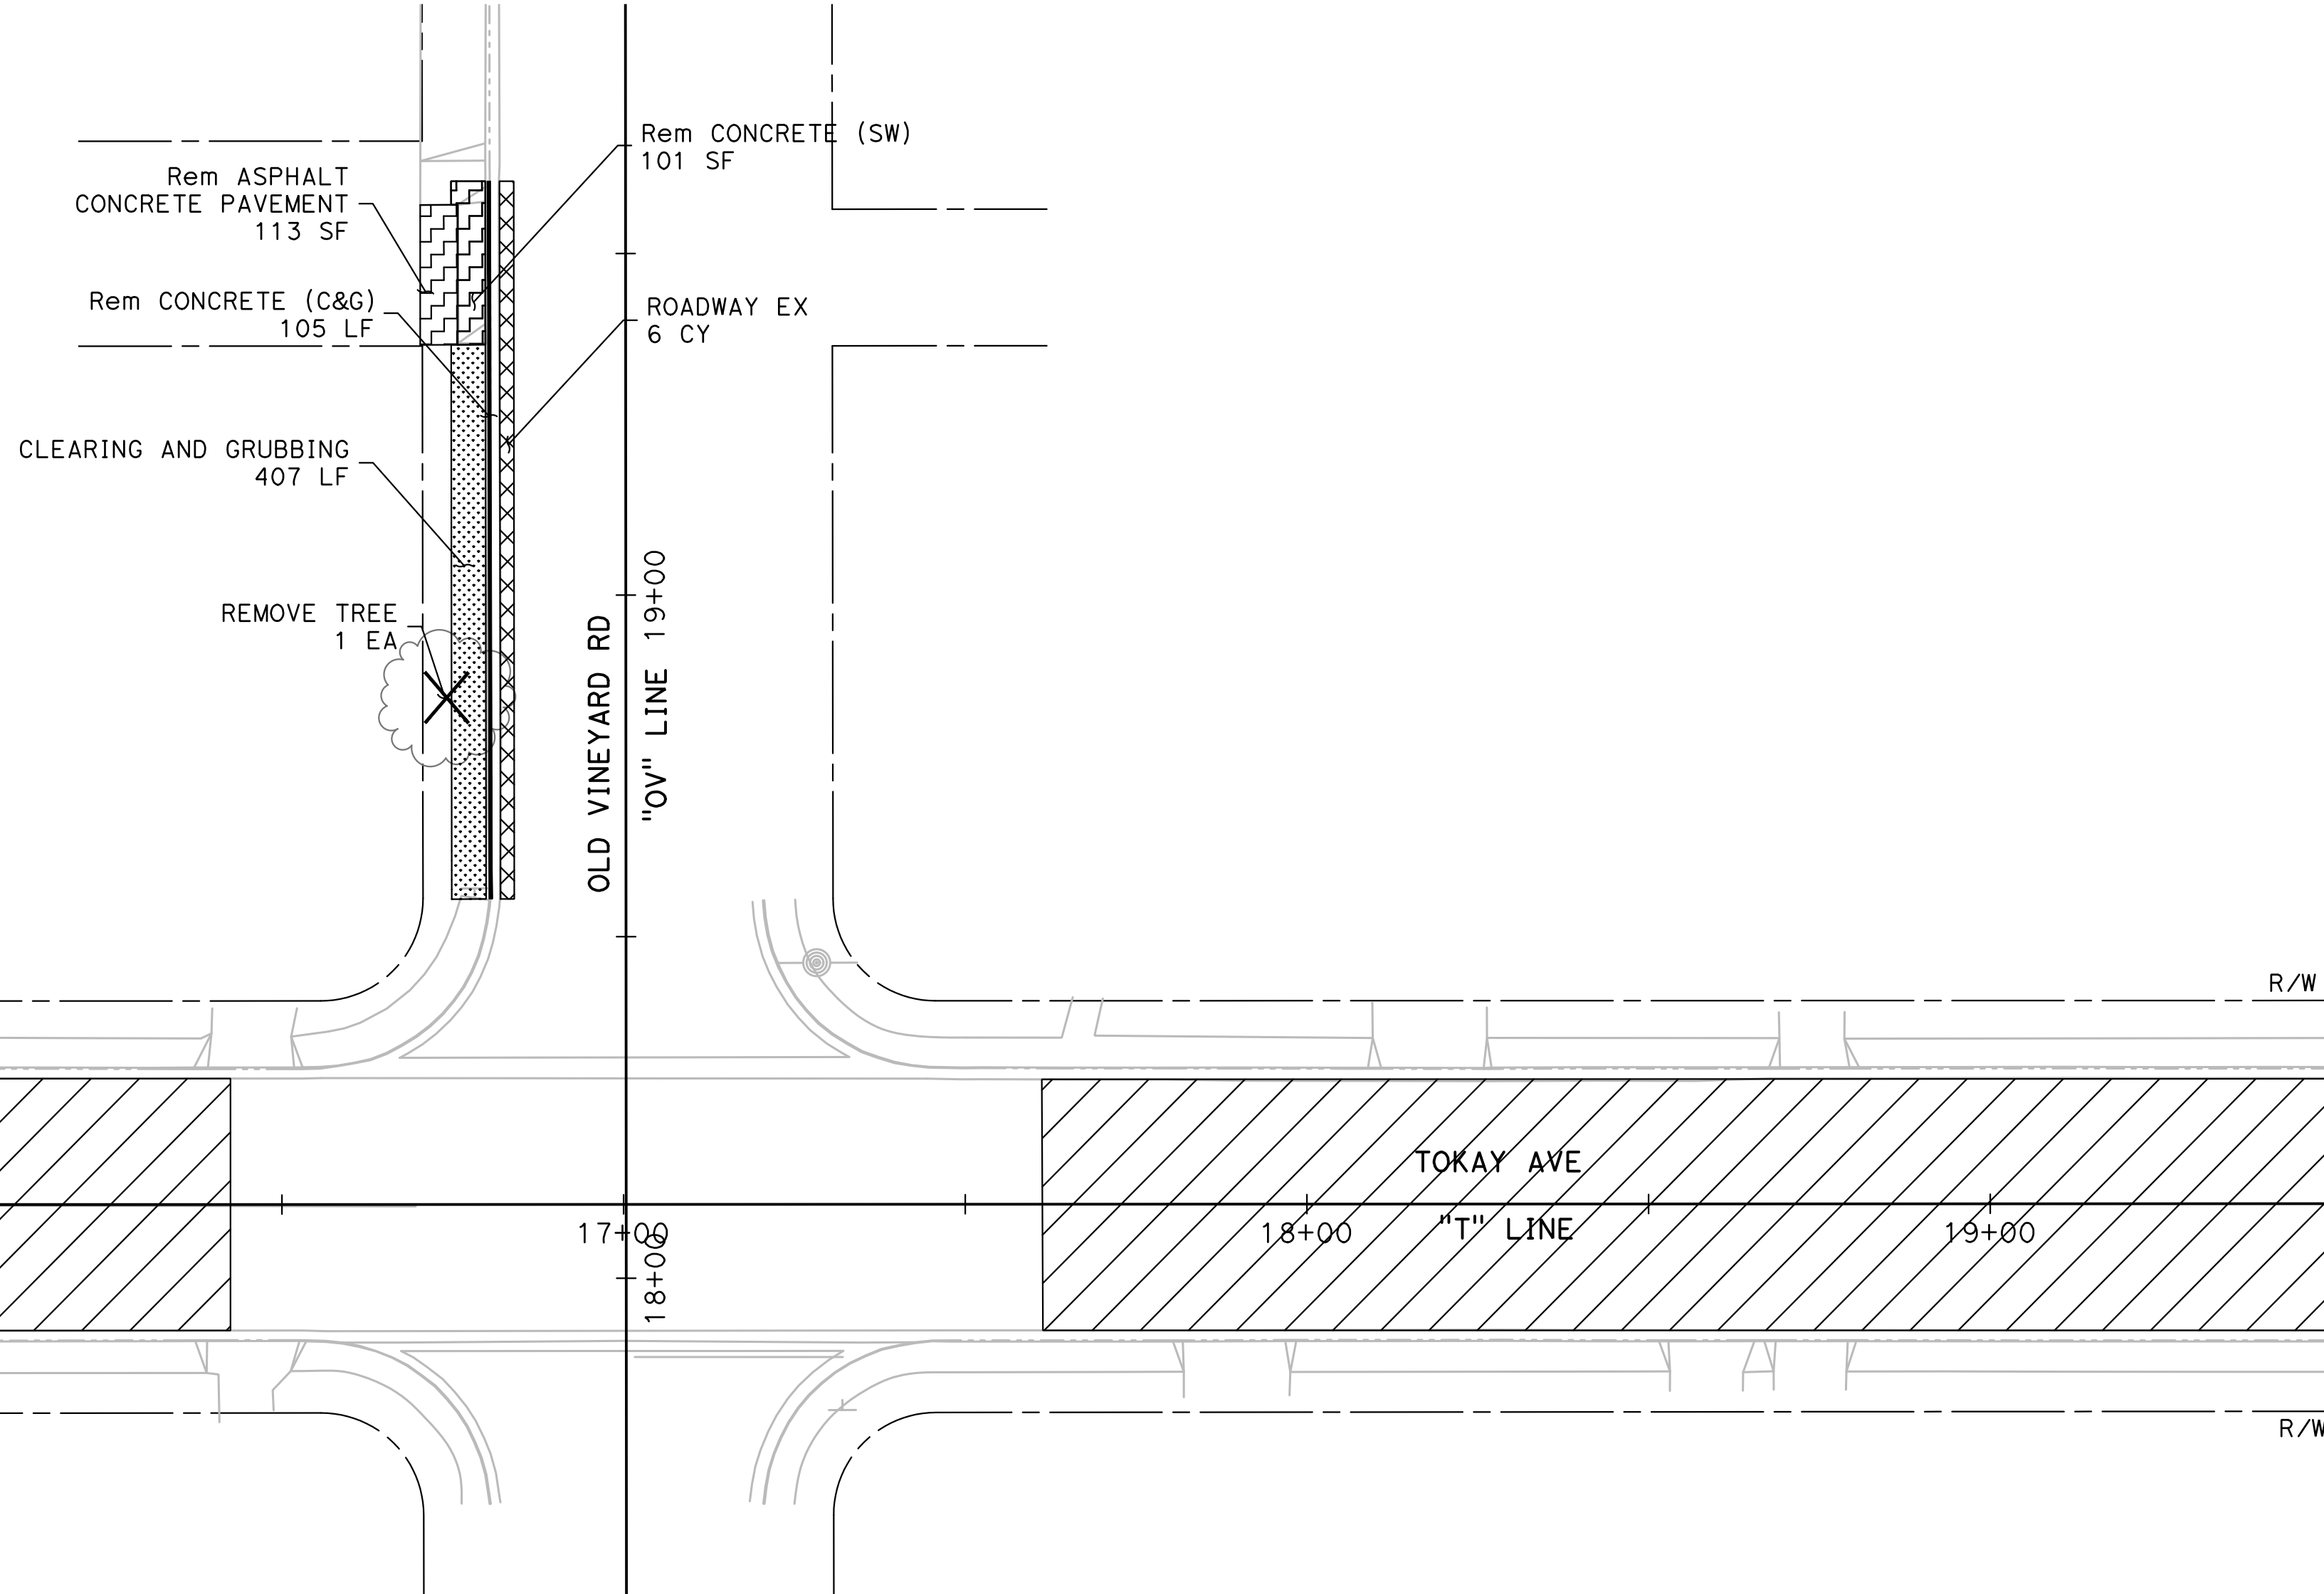 Rem CONCRETE (SW)
101 SF
Rem ASPHALT
CONCRETE PAVEMENT
113 SF
Rem CONCRETE (C&G)
105 LF
ROADWAY EX
6 CY
CLEARING AND GRUBBING
407 LF
REMOVE TREE
1 EA
OLD VINEYARD RD
"OV" LINE 19+00
R/W
TOKAY AVE
"T" LINE
17+00
18+00
19+00
18+00
R/W